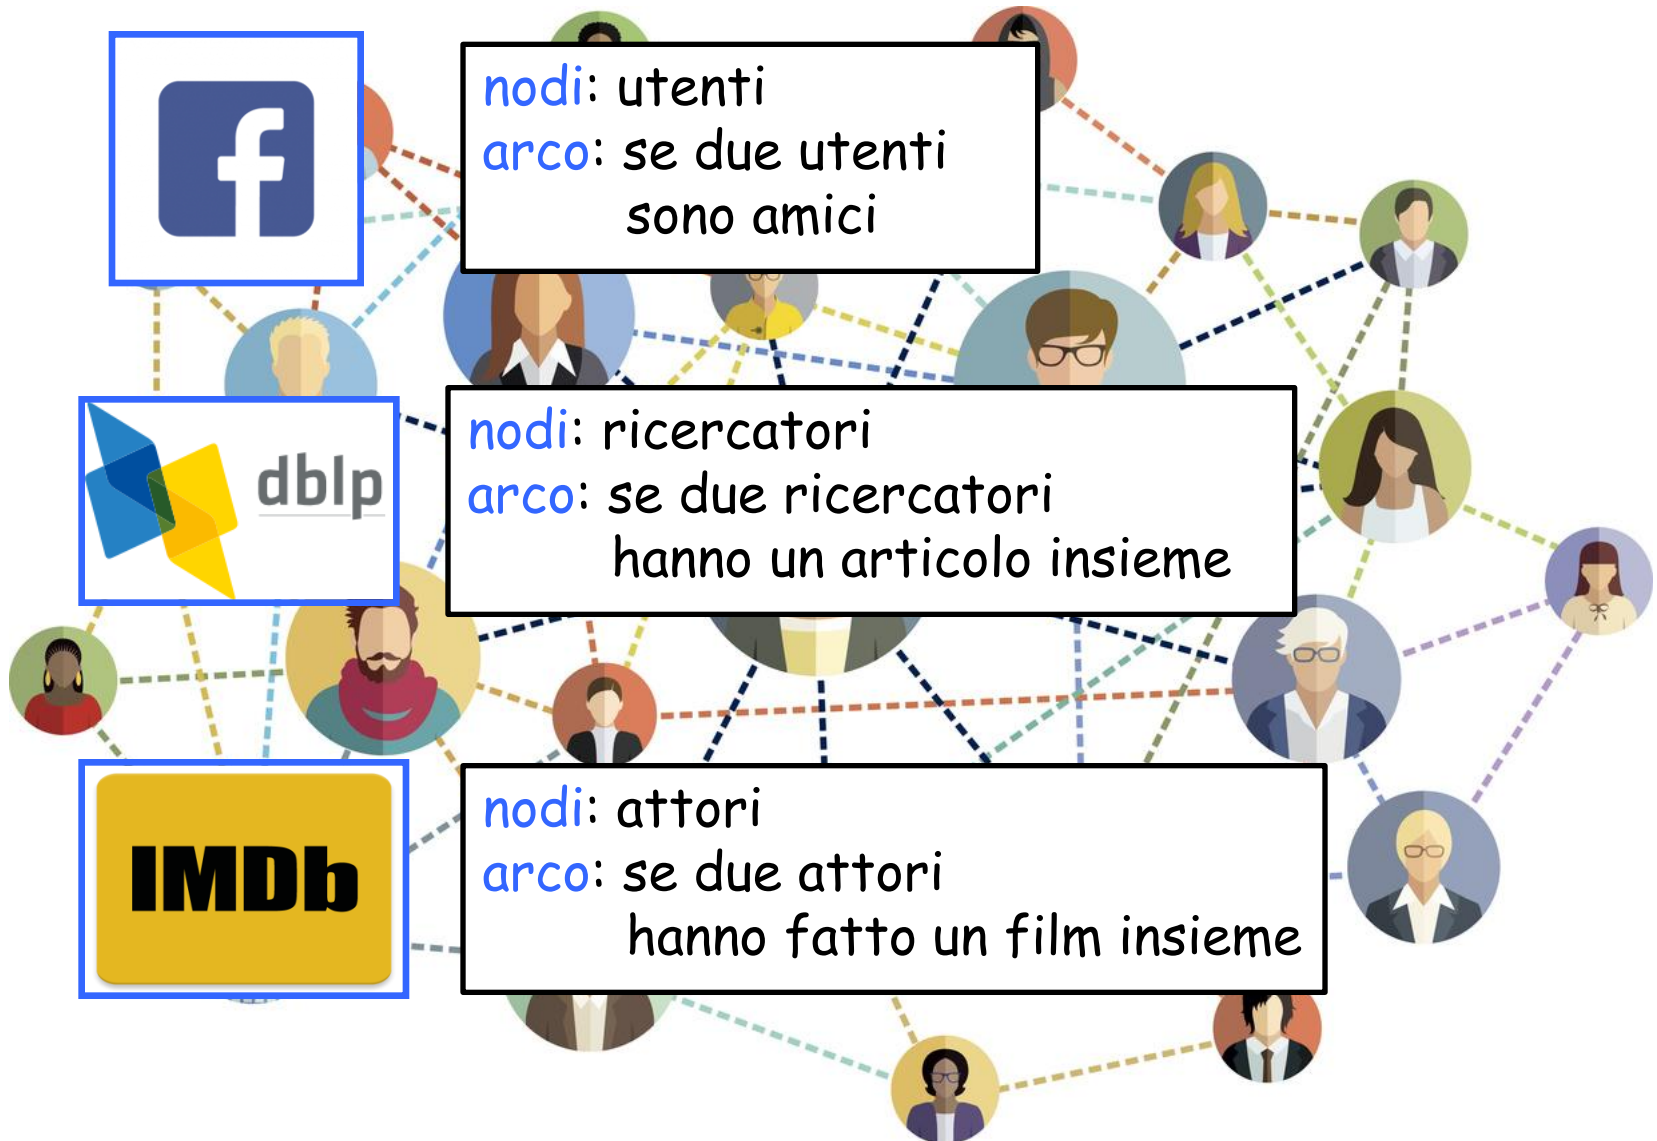 f
nodi: utenti
arco: se due utenti
sono amici
dblp
nodi: ricercatori
arco: se due ricercatori
hanno un articolo insieme
IMDb
nodi: attori
arco: se due attori
hanno fatto un film insieme